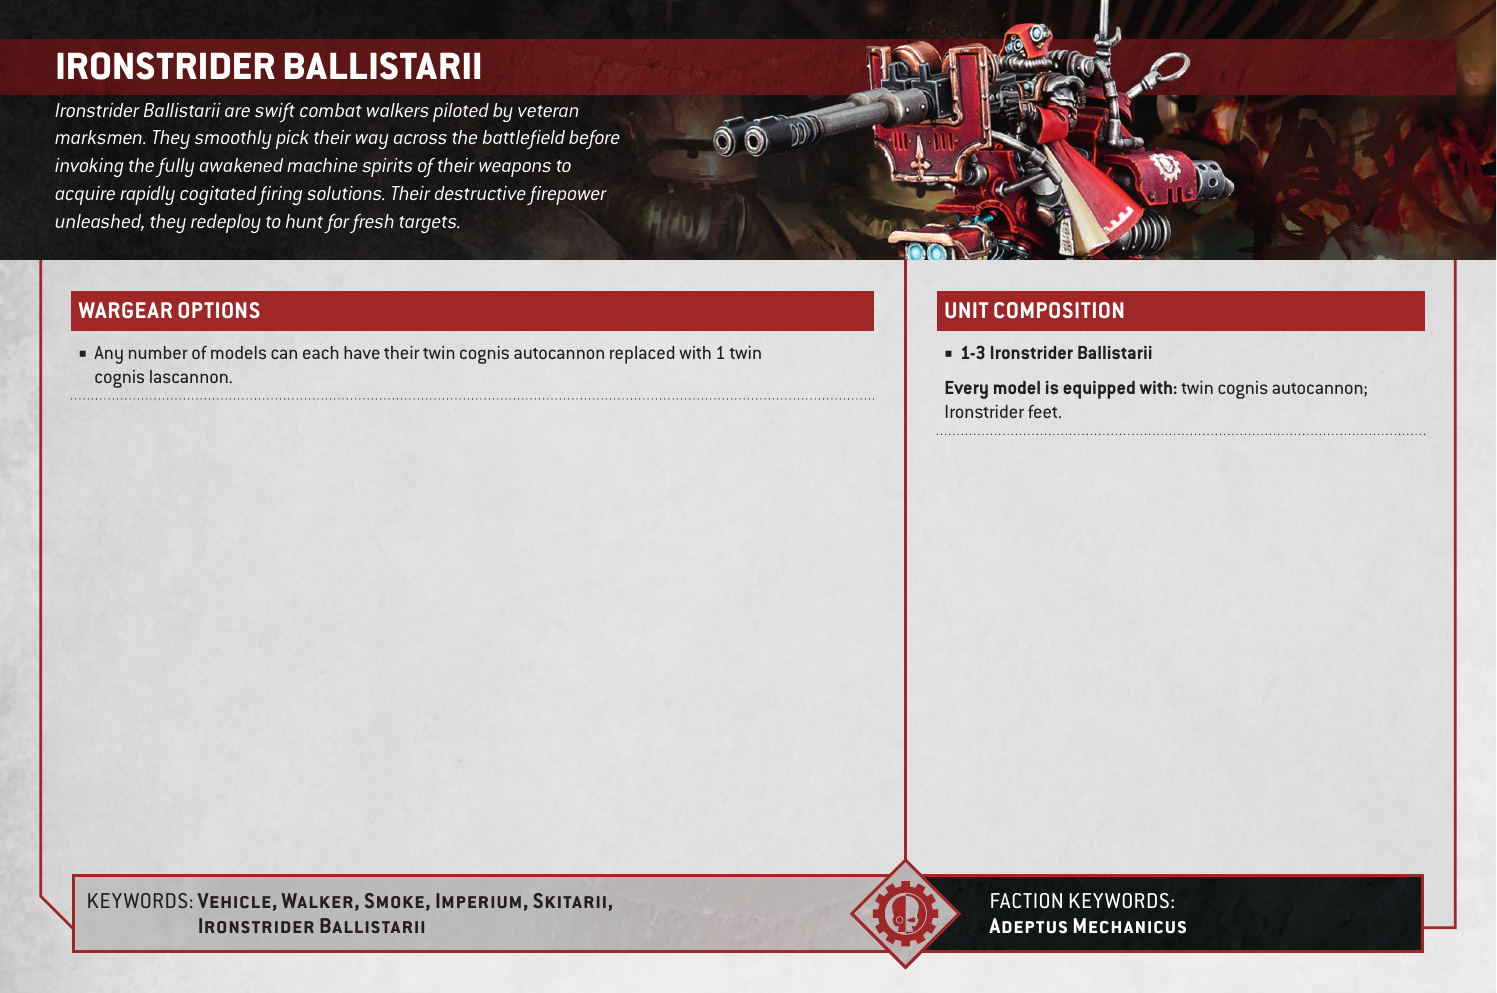 IRONSTRIDER BALLISTARII
Ironstrider Ballistarii are swift combat walkers piloted by veteran
marksmen. They smoothly pick their way across the battlefield before
invoking the fully awakened machine spirits of their weapons to
acquire rapidly cogitated firing solutions. Their destructive firepower
unleashed, they redeploy to hunt for fresh targets.
WARGEAR OPTIONS
▪ Any number of models can each have their twin cognis autocannon replaced with 1 twin
cognis lascannon.
UNIT COMPOSITION
▪ 1-3 Ironstrider Ballistarii
Every model is equipped with: twin cognis autocannon;
Ironstrider feet.
KEYWORDS: Vehicle, Walker, Smoke, Imperium, Skitarii,
Ironstrider Ballistarii
FACTION KEYWORDS:
Adeptus Mechanicus